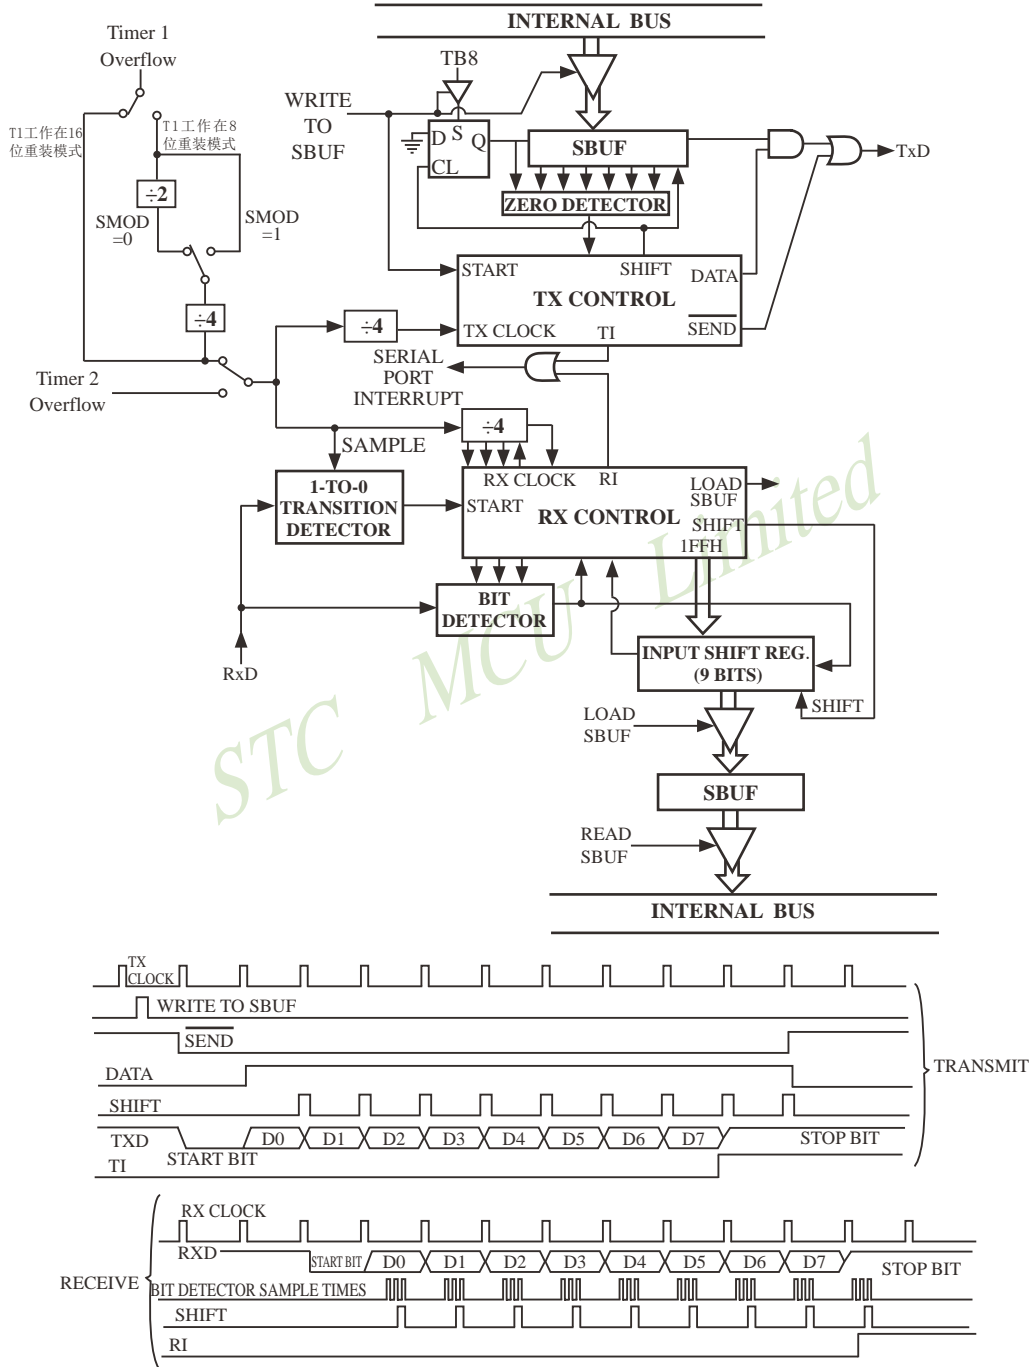 INTERNAL BUS
Timer 1
Overflow
TB8
WRITE
TO
SBUF
T1工作在16
位重装模式
T1工作在8
位重装模式
D S Q
CL
SBUF
TxD
÷2
ZERO DETECTOR
SMOD
=0
SMOD
=1
START
SHIFT
DATA
TX CONTROL
÷4
÷4
TX CLOCK
TI
SEND
SERIAL
PORT
INTERRUPT
Timer 2
Overflow
÷4
SAMPLE
1-TO-0
TRANSITION
DETECTOR
RX CLOCK
RI
LOAD
SBUF
START
RX CONTROL
SHIFT
1FFH
BIT
DETECTOR
RxD
INPUT SHIFT REG.
(9 BITS)
SHIFT
LOAD
SBUF
SBUF
READ
SBUF
INTERNAL BUS
STC MCU Limited
TX
CLOCK
WRITE TO SBUF
SEND
DATA
SHIFT
TXD
START BIT
D0 D1 D2 D3 D4 D5 D6 D7
STOP BIT
TI
TRANSMIT
RX CLOCK
RXD
START BIT
D0 D1 D2 D3 D4 D5 D6 D7
STOP BIT
RECEIVE
BIT DETECTOR SAMPLE TIMES
SHIFT
RI